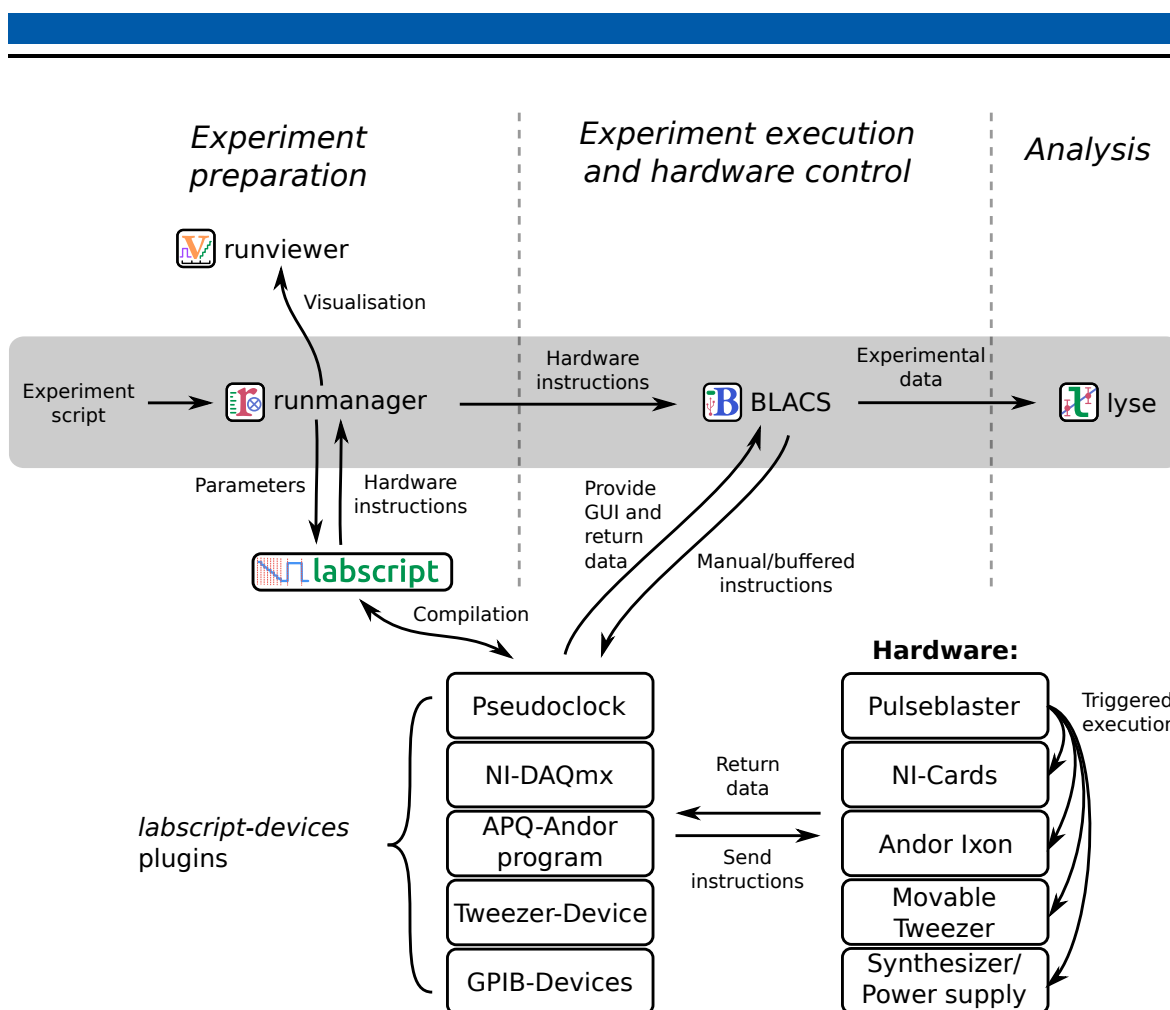 Experiment
preparation
Experiment execution
and hardware control
Analysis
runviewer
Visualisation
Experiment
script
runmanager
Hardware
instructions
BLACS
Experimental
data
lyse
Parameters
Hardware
instructions
labscript
Provide
GUI and
return
data
Manual/buffered
instructions
Compilation
Hardware:
Pseudoclock
NI-DAQmx
APQ-Andor
program
Tweezer-Device
GPIB-Devices
labscript-devices
plugins
Return
data
Send
instructions
Pulseblaster
NI-Cards
Andor Ixon
Movable
Tweezer
Synthesizer/
Power supply
Triggered
execution